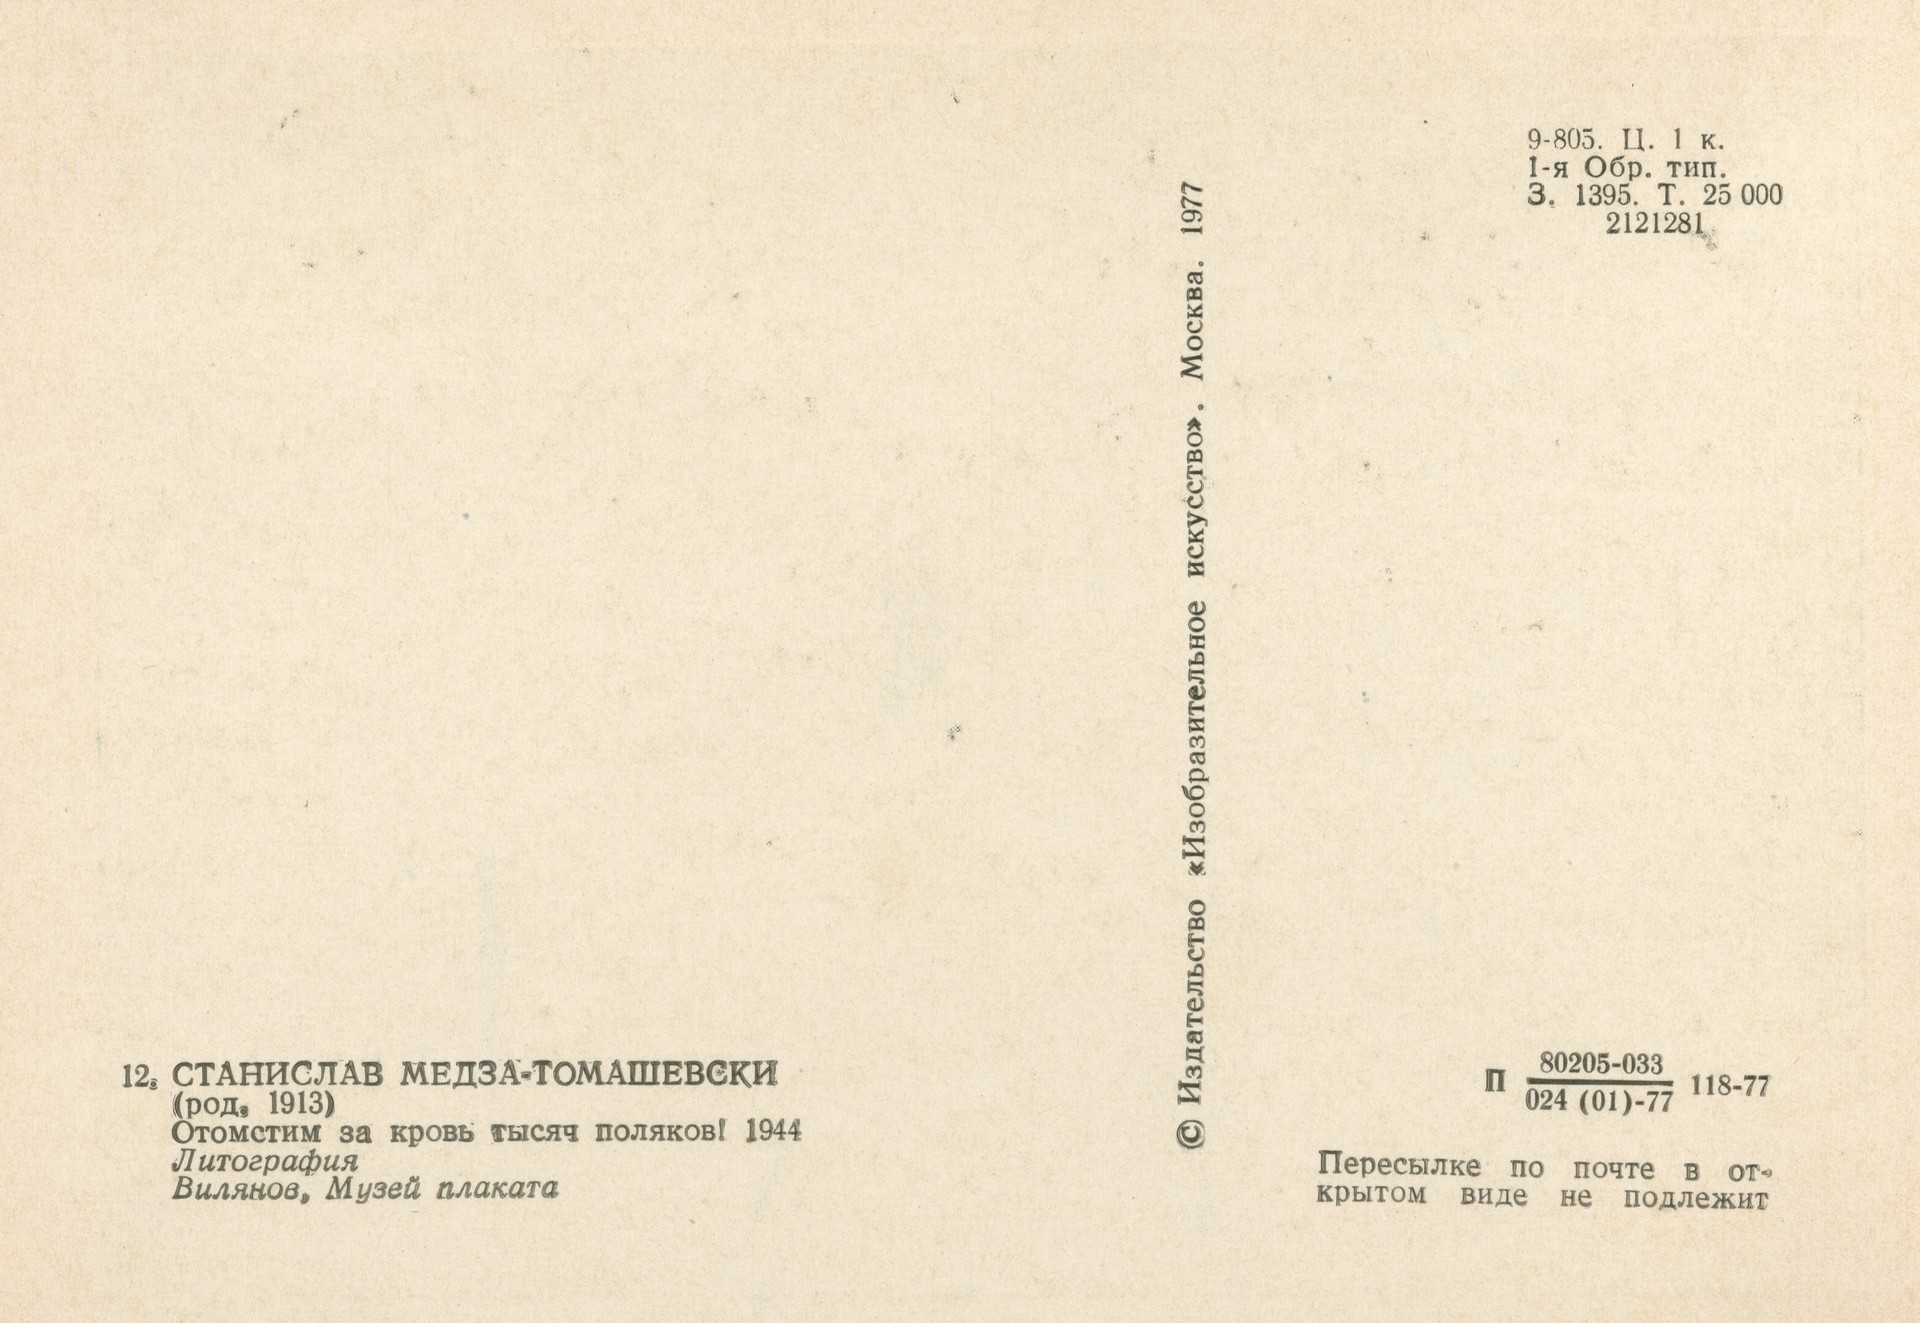 9-805. Ц. 1 к.
1-я Обр. тип.
З. 1395. Т. 25 000
2121281
© Издательство «Изобразительное искусство». Москва. 1977
12. СТАНИСЛАВ МЕДЗА-ТОМАШЕВСКИ
(род. 1913)
Отомстим за кровь тысяч поляков! 1944
Литография
Вилянов, Музей плаката
П 80205-033 118-77
024 (01)-77
Пересылке по почте в от-
крытом виде не подлежит